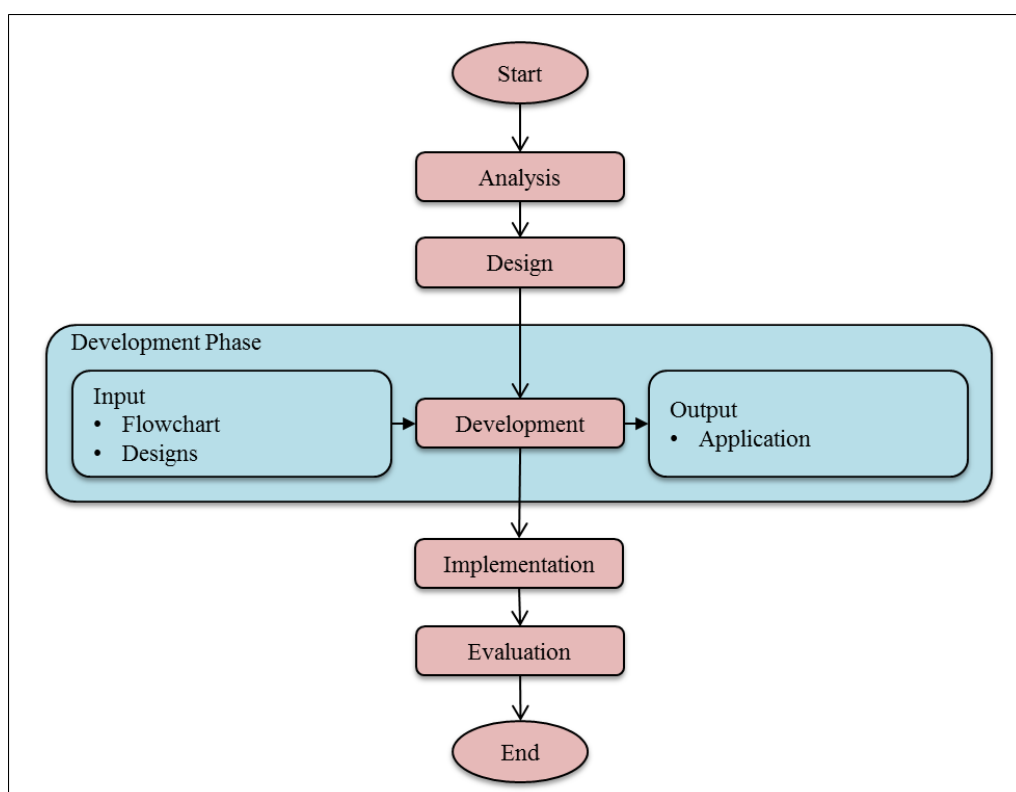 Start
Analysis
Design
Development Phase
Input
• Flowchart
• Designs
Development
Output
• Application
Implementation
Evaluation
End